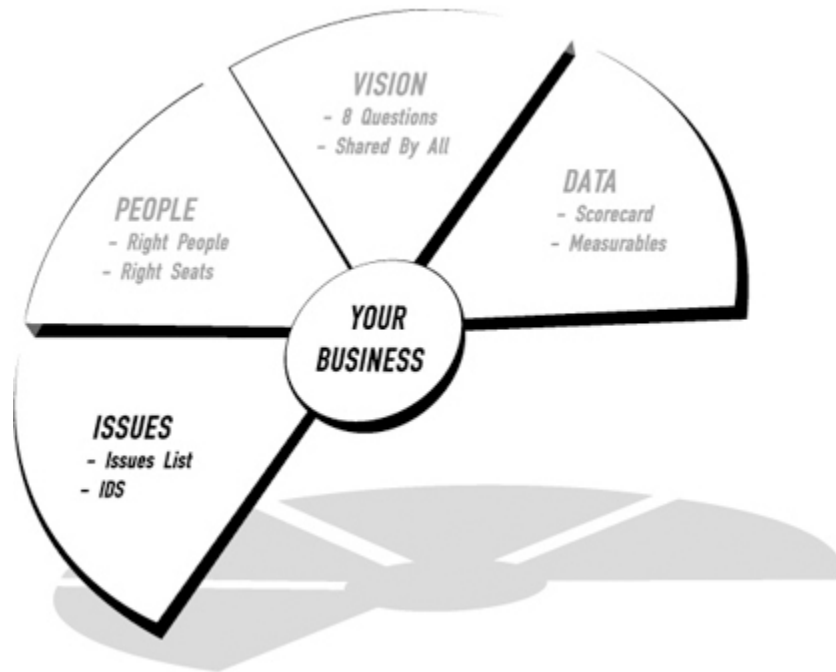 VISION
- 8 Questions
- Shared By All
DATA
- Scorecard
- Measurables
PEOPLE
- Right People
- Right Seats
YOUR
BUSINESS
ISSUES
- Issues List
- IDS